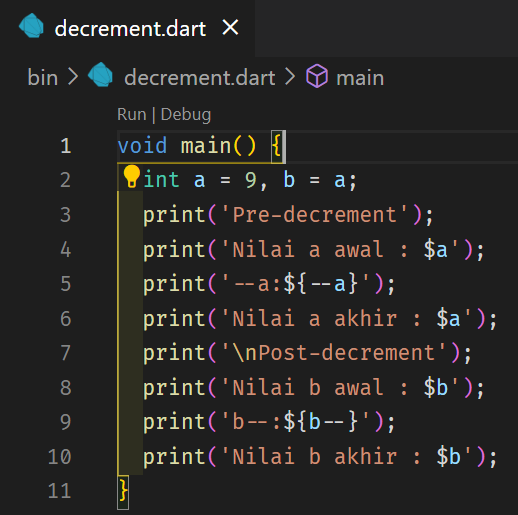 decrement.dart ×
bin > decrement.dart > main
Run | Debug
1 void main() {
2 int a = 9, b = a;
3 print('Pre-decrement');
4 print('Nilai a awal : $a');
5 print('--a:${--a}');
6 print('Nilai a akhir : $a');
7 print('\nPost-decrement');
8 print('Nilai b awal : $b');
9 print('b--:${b--}');
10 print('Nilai b akhir : $b');
11 }